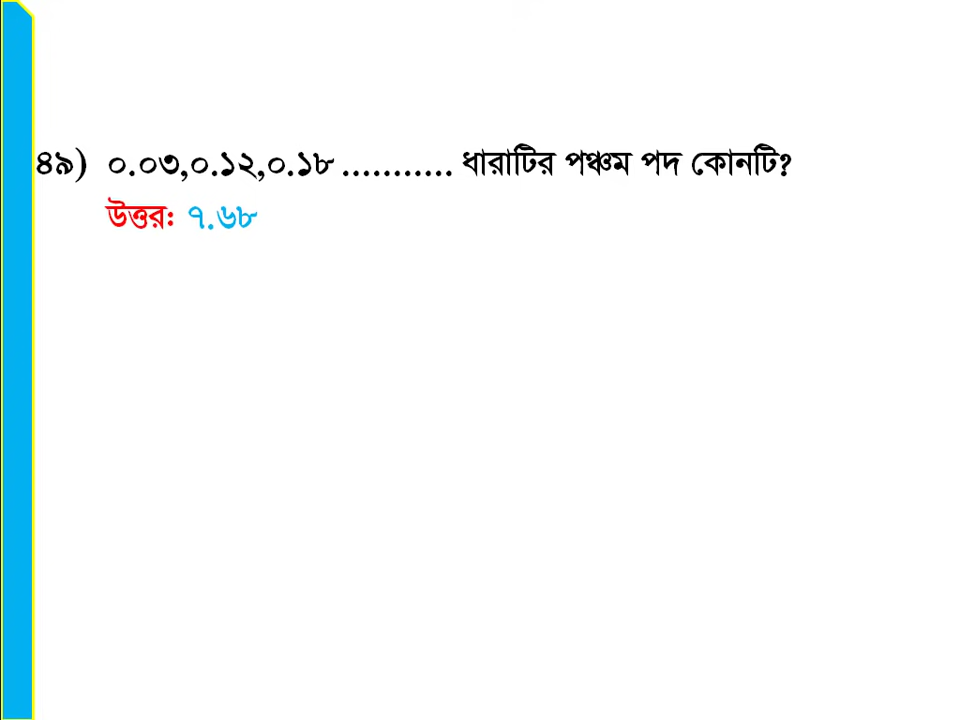 ৪৯) ০.০৩,০.১২,০.১৮ ........... ধারাটির পঞ্চম পদ কোনটি?
উত্তর: ৭.৬৮